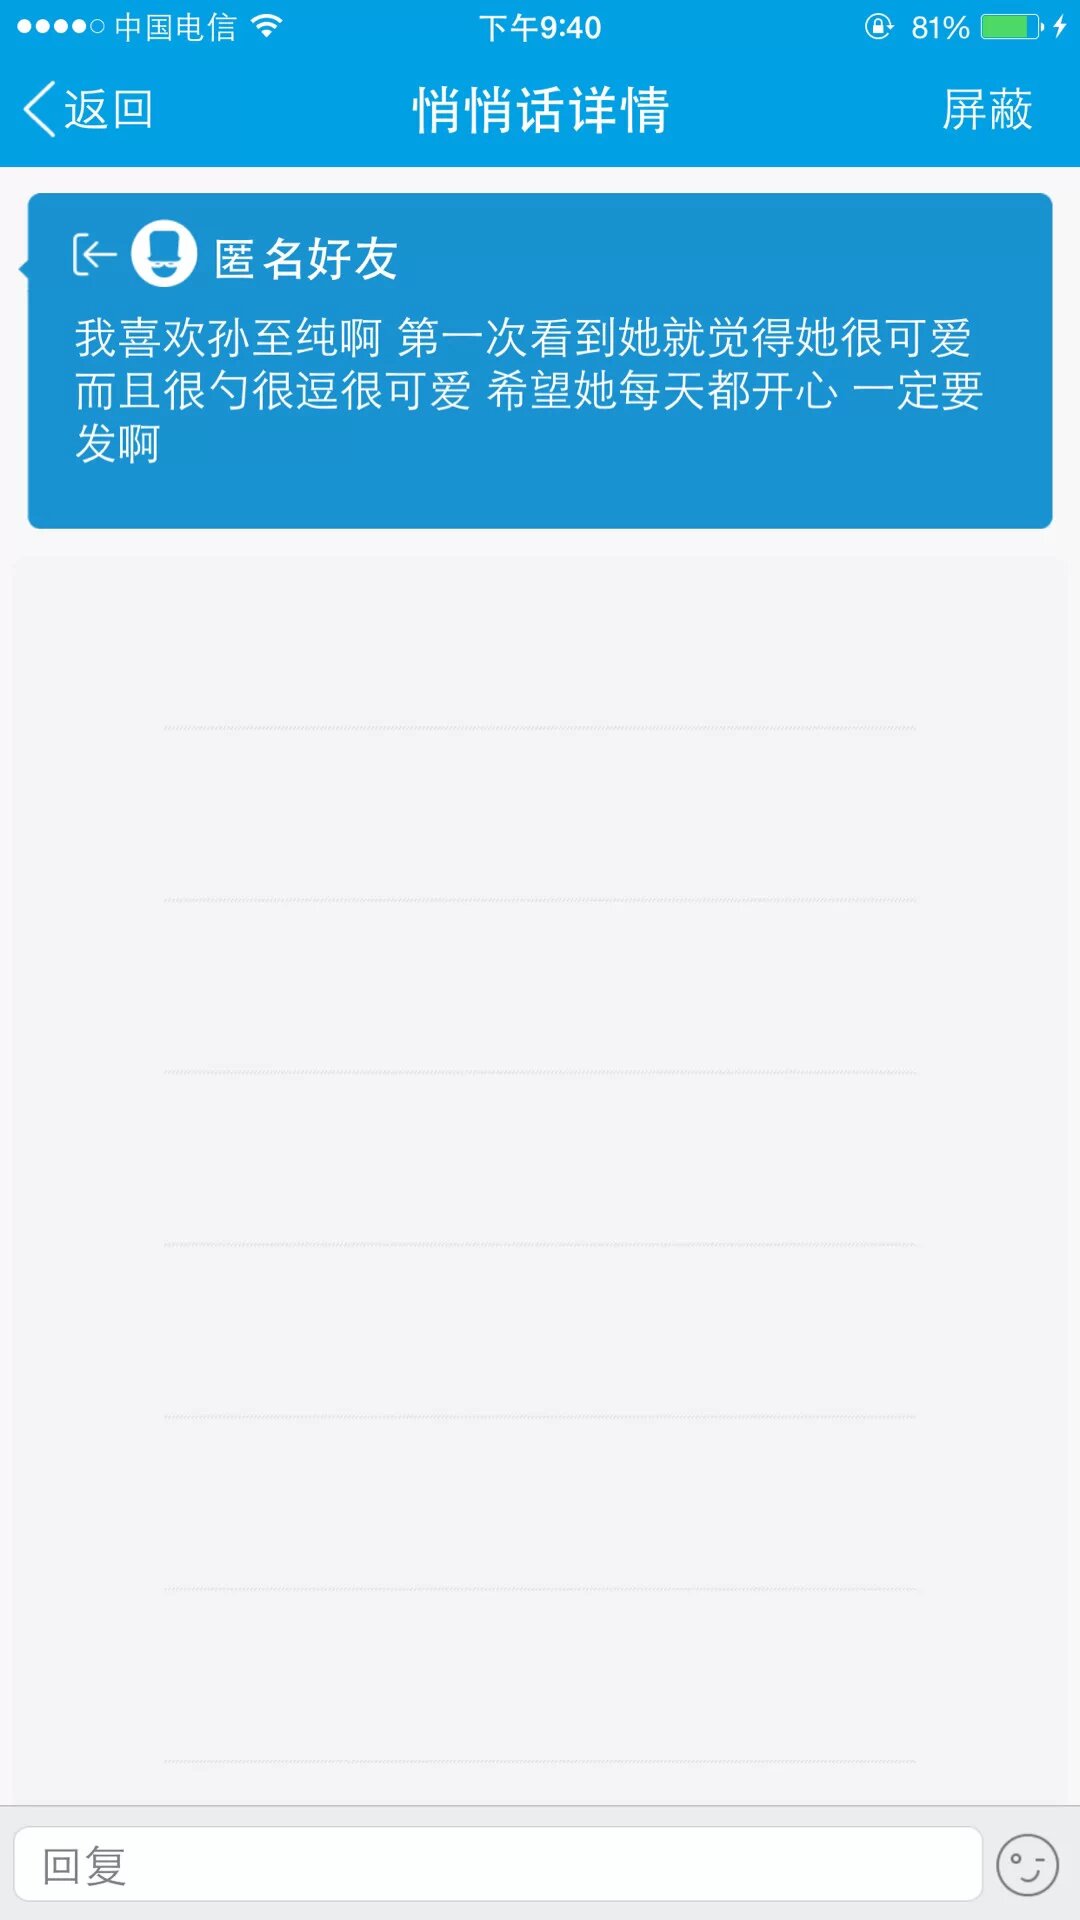 中国电信 下午9:40 81%
返回 悄悄话详情 屏蔽
匿名好友
我喜欢孙至纯啊 第一次看到她就觉得她很可爱
而且很勺很逗很可爱 希望她每天都开心 一定要
发啊
回复